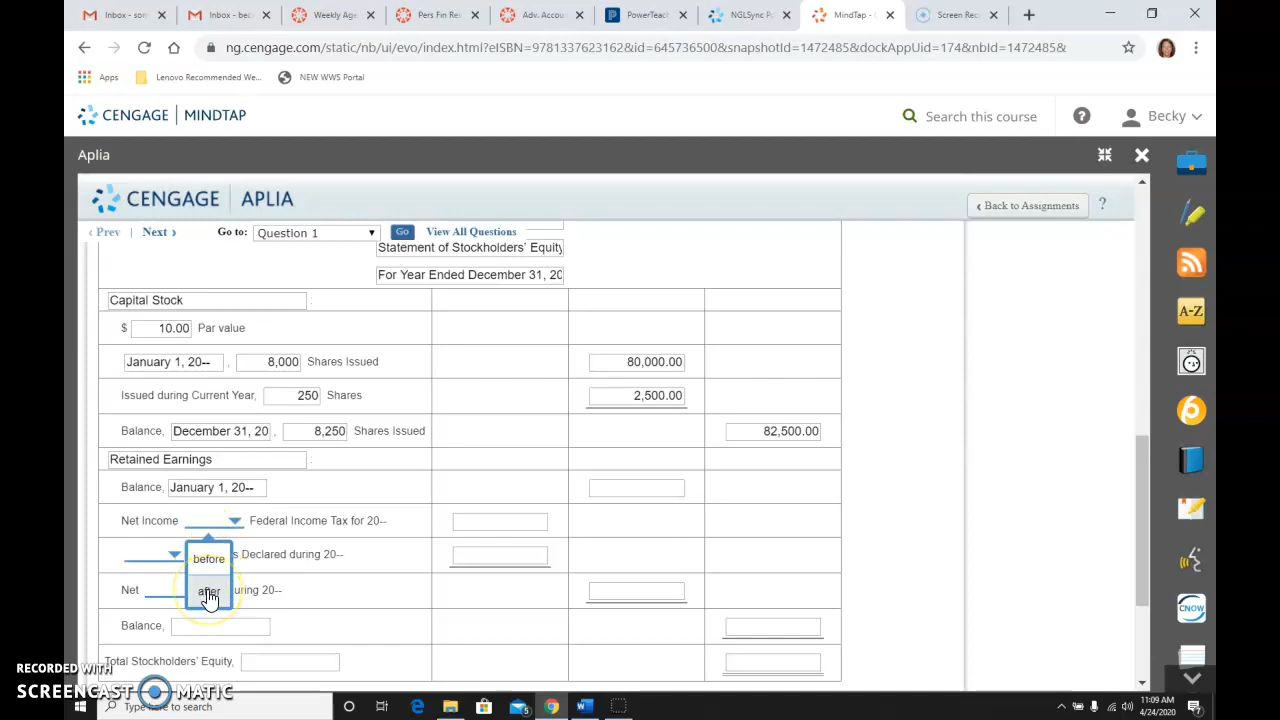 Inbox - som
Inbox - bec
Weekly Age
Pers Fin Re
Adv. Accou
PowerTeach
NGLSync Po
MindTap - 
Screen Rec
ng.cengage.com/static/nb/ui/evo/index.html?eISBN=9781337623162&id=645736500&snapshotId=1472485&dockAppUid=174&nbId=1472485&
Apps
Lenovo Recommended We...
NEW WWS Portal
CENGAGE | MINDTAP
Search this course
Becky
Aplia
CENGAGE | APLIA
‹ Back to Assignments
?
‹ Prev | Next ›
Go to: Question 1
Go
View All Questions
Statement of Stockholders' Equity
For Year Ended December 31, 20
Capital Stock :
$ 10.00 Par value
January 1, 20-- , 8,000 Shares Issued 80,000.00
Issued during Current Year, 250 Shares 2,500.00
Balance, December 31, 20 , 8,250 Shares Issued 82,500.00
Retained Earnings :
Balance, January 1, 20--
Net Income Federal Income Tax for 20--
before
s Declared during 20--
after
Net uring 20--
Balance,
Total Stockholders' Equity,
A-Z
CNOW
RECORDED WITH
SCREENCAST MATIC
Type here to search
5
11:09 AM
4/24/2020
7